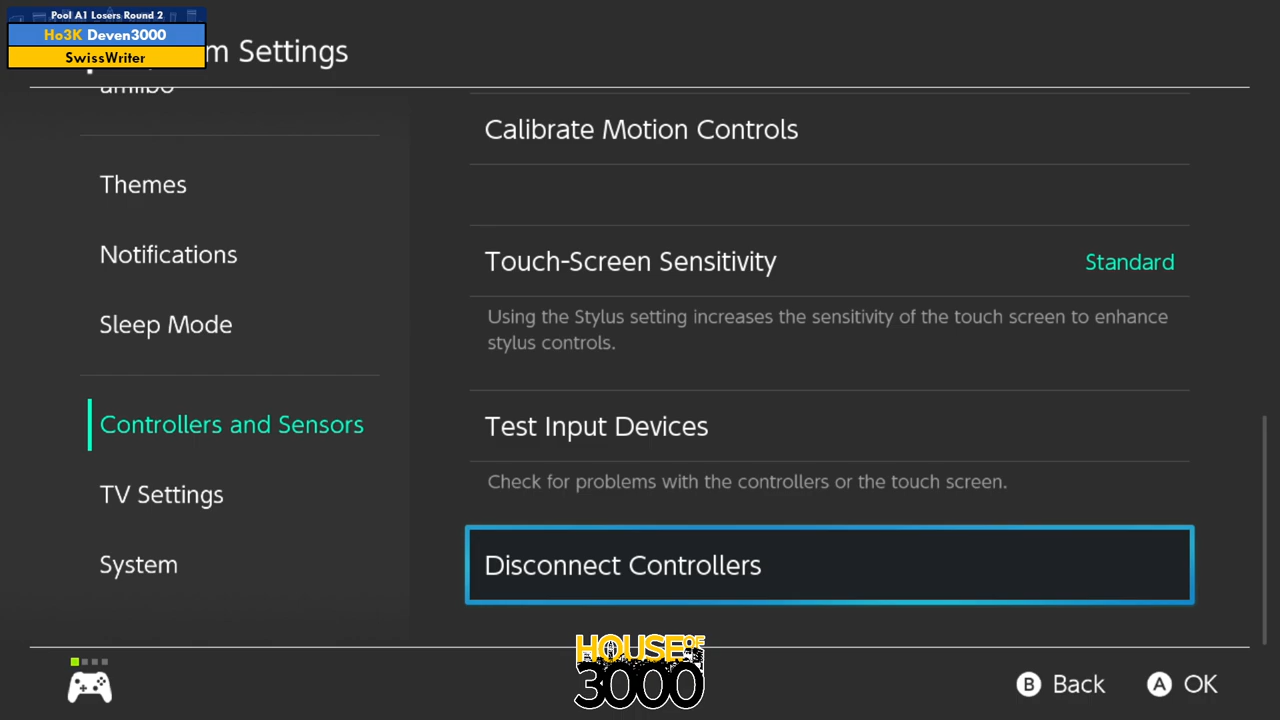 Pool A1 Losers Round 2
Ho3K Deven3000
SwissWriter
m Settings
amiibo
Themes
Notifications
Sleep Mode
Controllers and Sensors
TV Settings
System
Calibrate Motion Controls
Touch-Screen Sensitivity Standard
Using the Stylus setting increases the sensitivity of the touch screen to enhance
stylus controls.
Test Input Devices
Check for problems with the controllers or the touch screen.
Disconnect Controllers
HOUSE OF
3000
B Back A OK